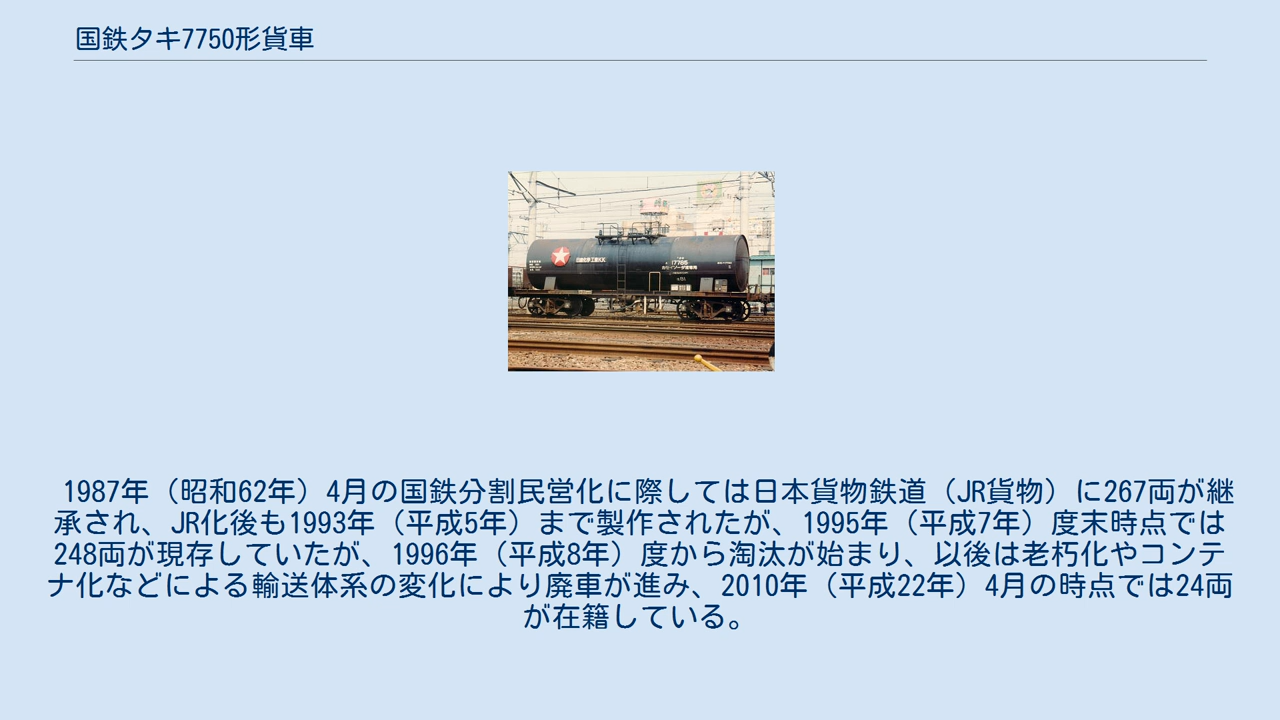 国鉄タキ7750形貨車
1987年（昭和62年）4月の国鉄分割民営化に際しては日本貨物鉄道（JR貨物）に267両が継
承され、JR化後も1993年（平成5年）まで製作されたが、1995年（平成7年）度末時点では
248両が現存していたが、1996年（平成8年）度から淘汰が始まり、以後は老朽化やコンテ
ナ化などによる輸送体系の変化により廃車が進み、2010年（平成22年）4月の時点では24両
が在籍している。